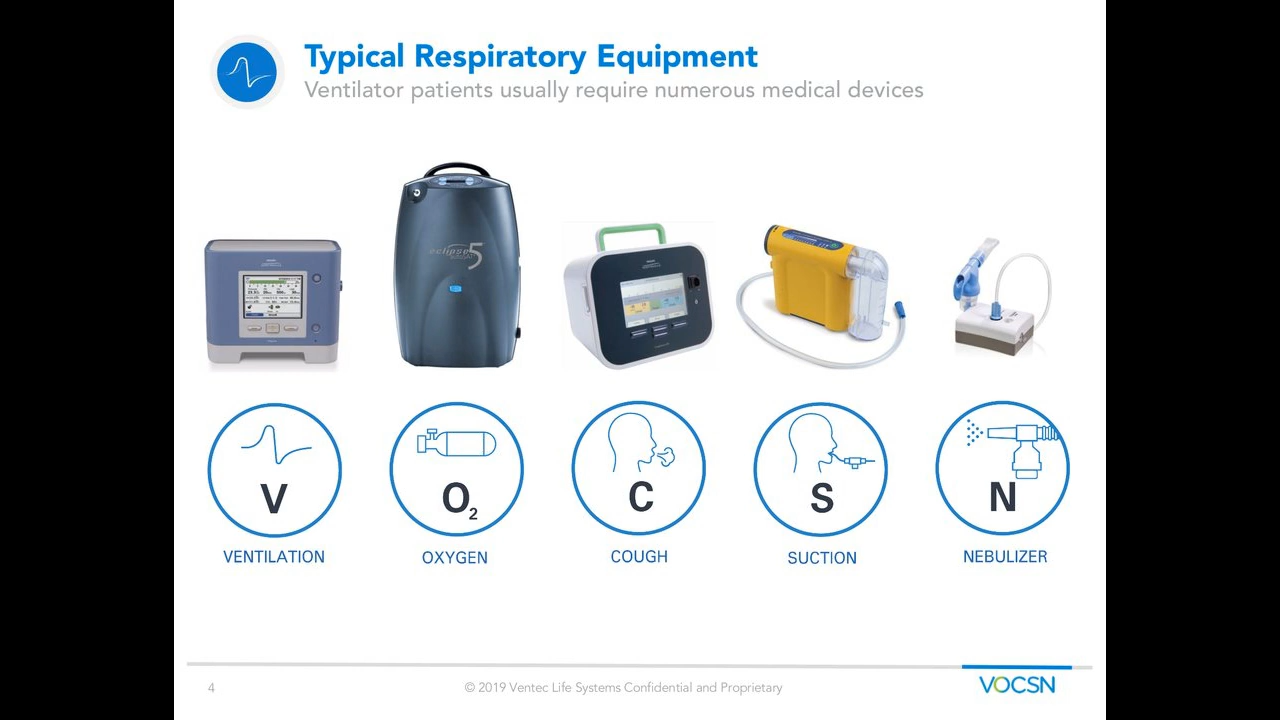 Typical Respiratory Equipment
Ventilator patients usually require numerous medical devices
eclipse 5
V
O2
C
S
N
VENTILATION
OXYGEN
COUGH
SUCTION
NEBULIZER
4
© 2019 Ventec Life Systems Confidential and Proprietary
VOCSN